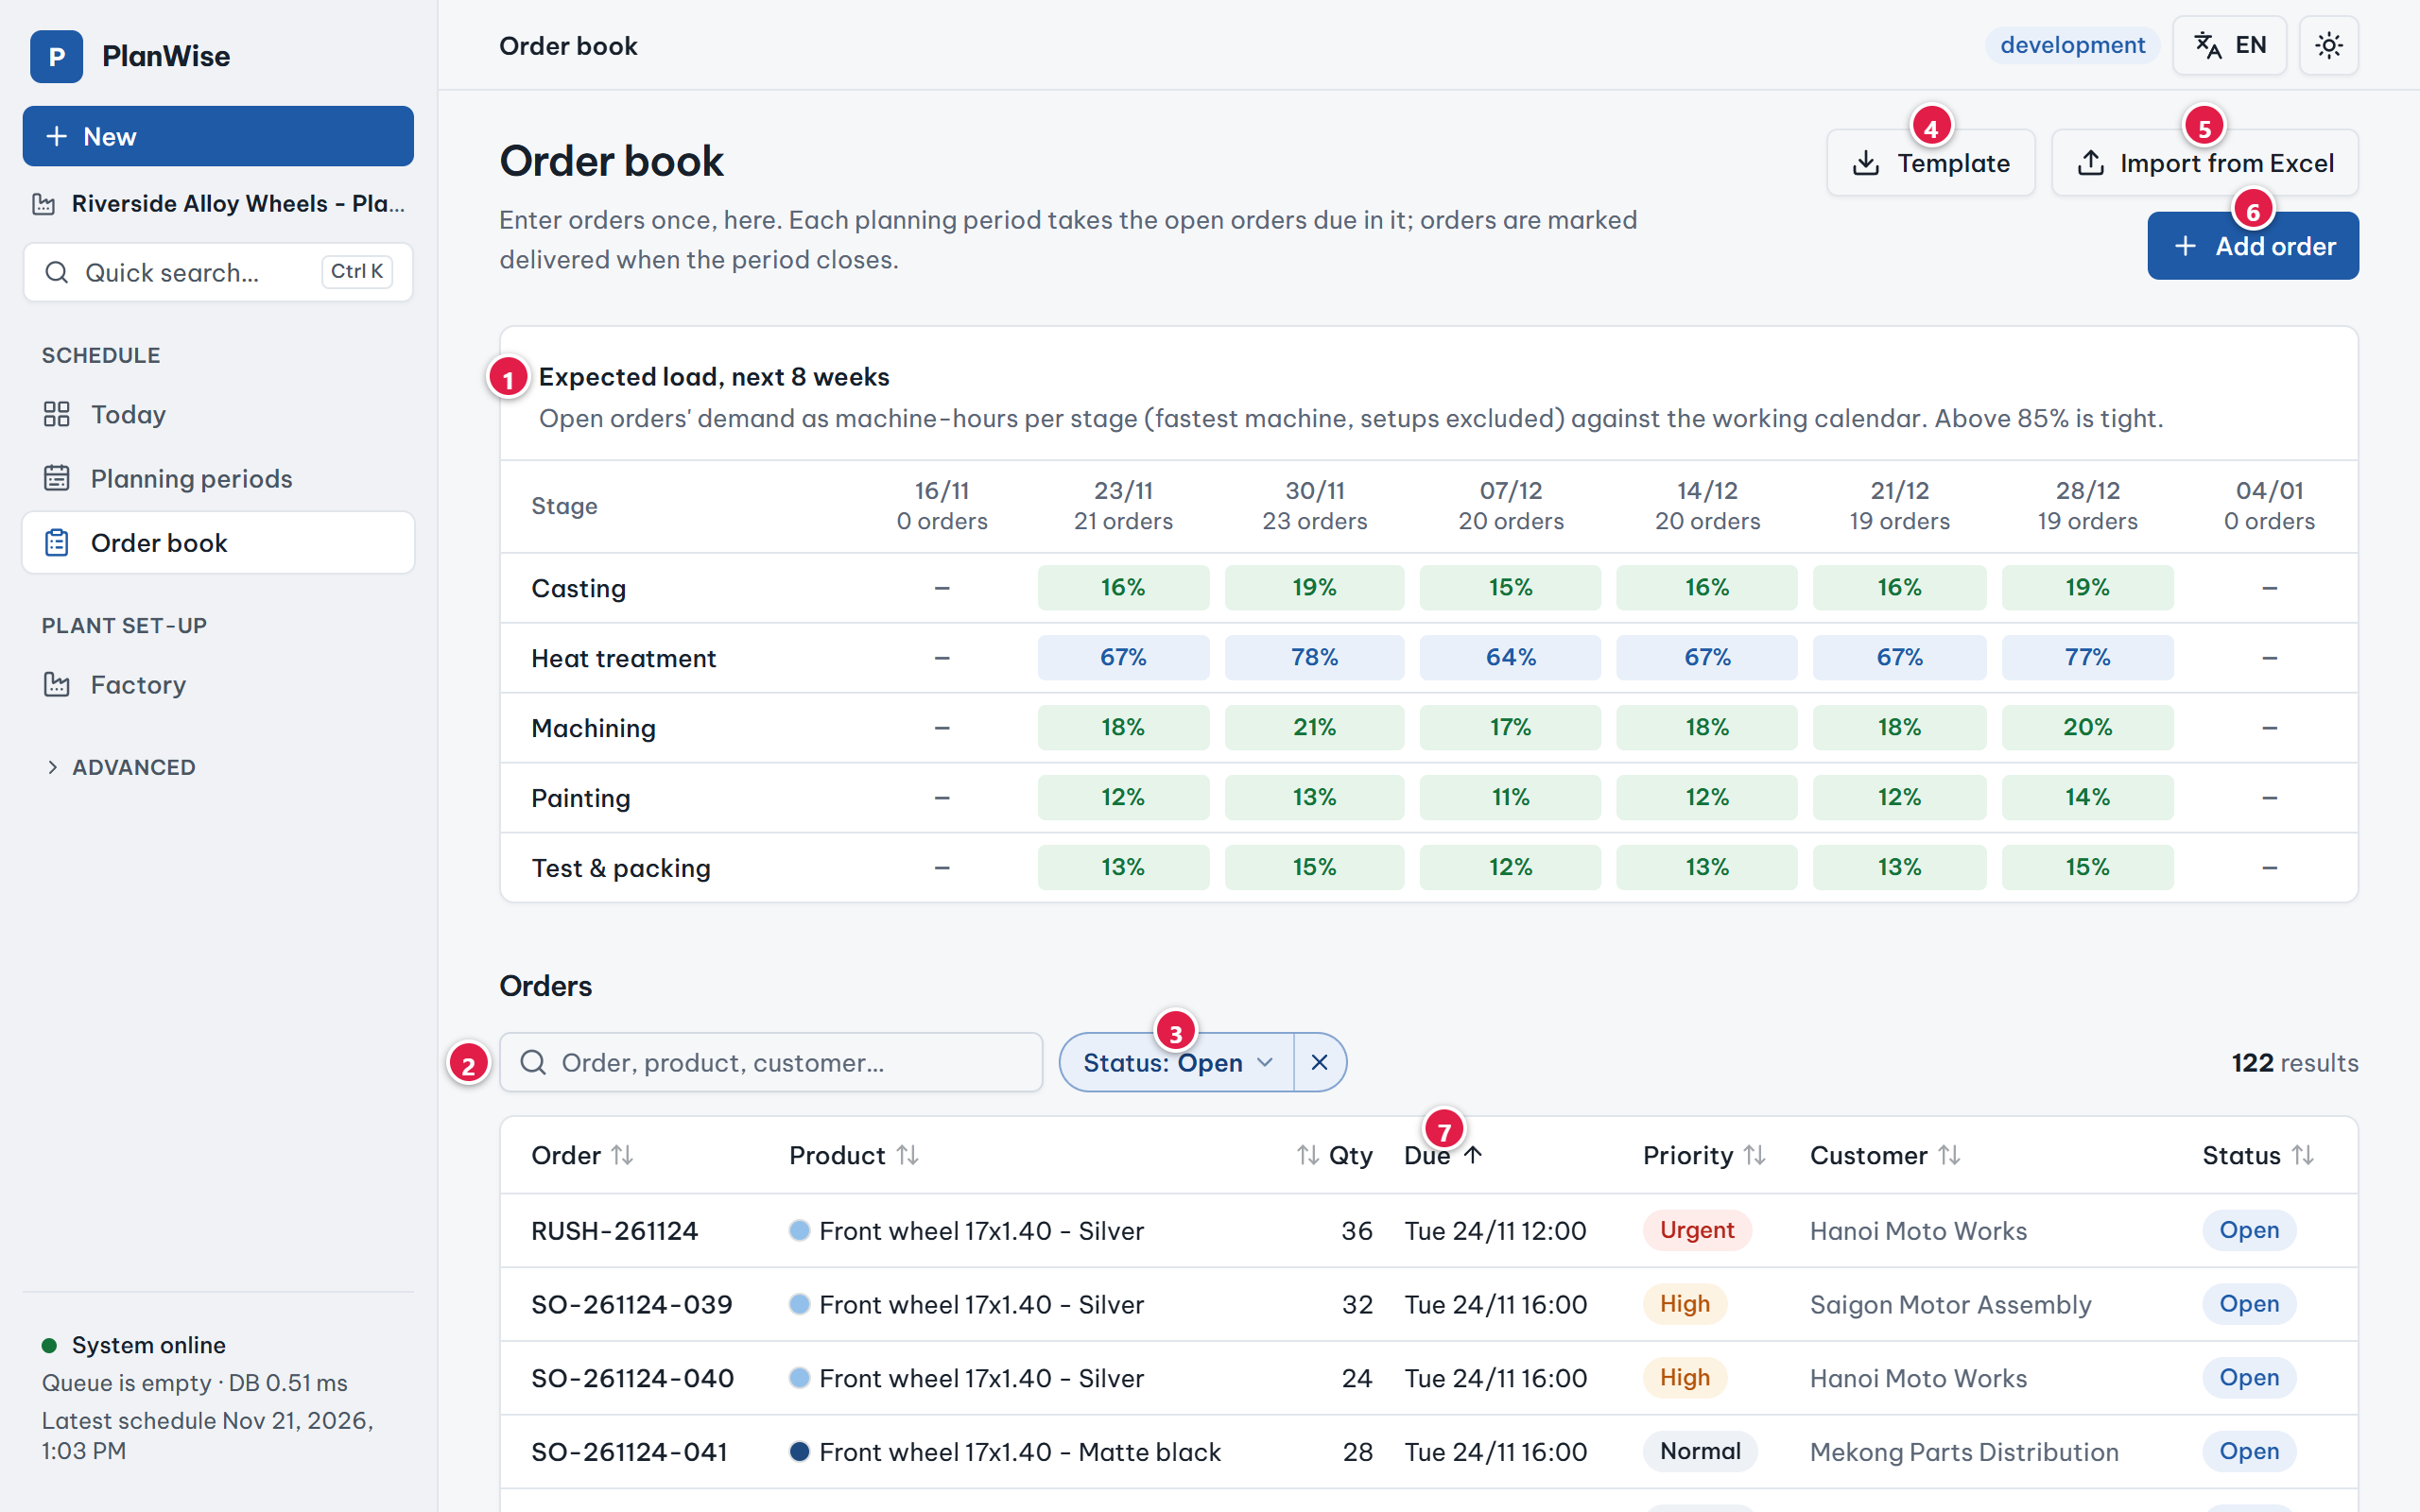 P PlanWise
New
Riverside Alloy Wheels - Pla...
Quick search... Ctrl K
SCHEDULE
Today
Planning periods
Order book
PLANT SET-UP
Factory
ADVANCED
System online
Queue is empty · DB 0.51 ms
Latest schedule Nov 21, 2026,
1:03 PM
Order book
development EN
4 5
Order book
Template Import from Excel
Enter orders once, here. Each planning period takes the open orders due in it; orders are marked
delivered when the period closes.
6
Add order
1 Expected load, next 8 weeks
Open orders' demand as machine-hours per stage (fastest machine, setups excluded) against the working calendar. Above 85% is tight.
Stage 16/11 23/11 30/11 07/12 14/12 21/12 28/12 04/01
0 orders 21 orders 23 orders 20 orders 20 orders 19 orders 19 orders 0 orders
Casting – 16% 19% 15% 16% 16% 19% –
Heat treatment – 67% 78% 64% 67% 67% 77% –
Machining – 18% 21% 17% 18% 18% 20% –
Painting – 12% 13% 11% 12% 12% 14% –
Test & packing – 13% 15% 12% 13% 13% 15% –
Orders
3
2 Order, product, customer... Status: Open 122 results
7
Order Product Qty Due Priority Customer Status
RUSH-261124 Front wheel 17x1.40 - Silver 36 Tue 24/11 12:00 Urgent Hanoi Moto Works Open
SO-261124-039 Front wheel 17x1.40 - Silver 32 Tue 24/11 16:00 High Saigon Motor Assembly Open
SO-261124-040 Front wheel 17x1.40 - Silver 24 Tue 24/11 16:00 High Hanoi Moto Works Open
SO-261124-041 Front wheel 17x1.40 - Matte black 28 Tue 24/11 16:00 Normal Mekong Parts Distribution Open